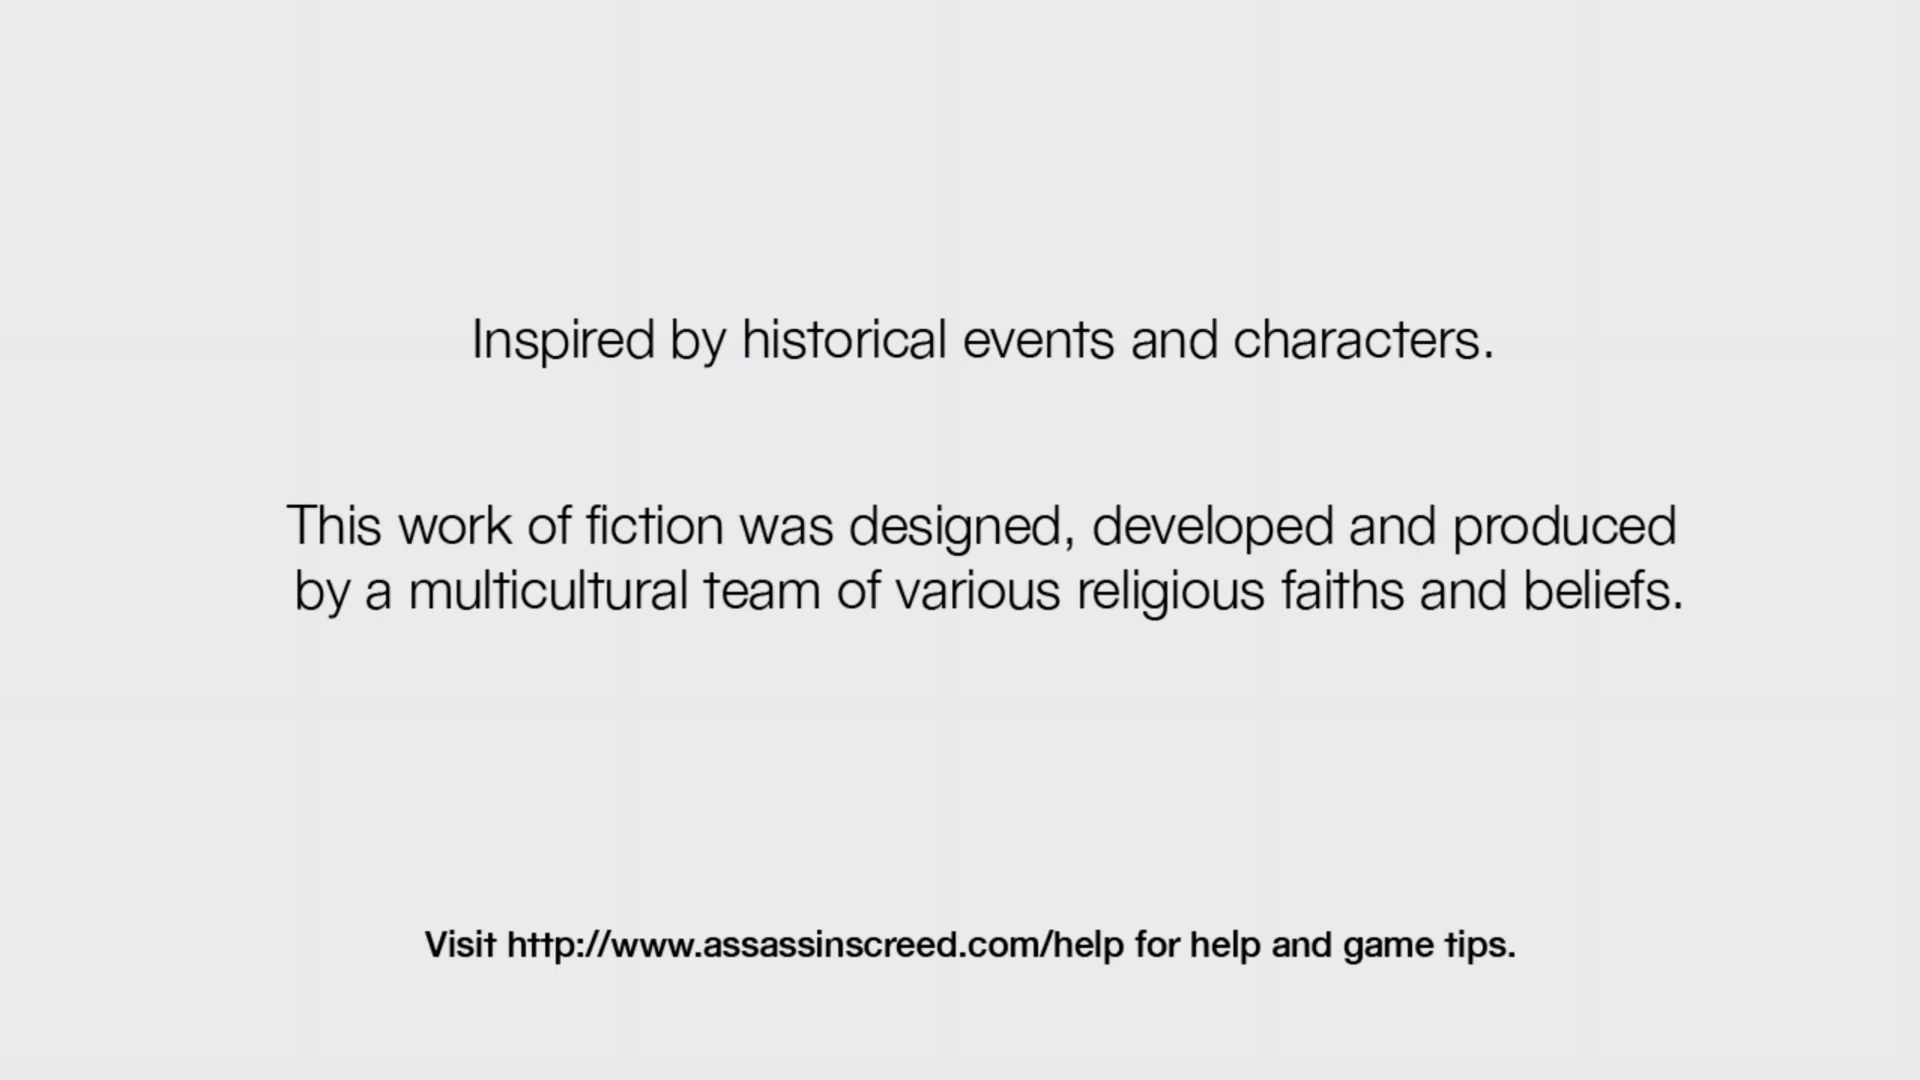 Inspired by historical events and characters.
This work of fiction was designed, developed and produced
by a multicultural team of various religious faiths and beliefs.
Visit http://www.assassinscreed.com/help for help and game tips.